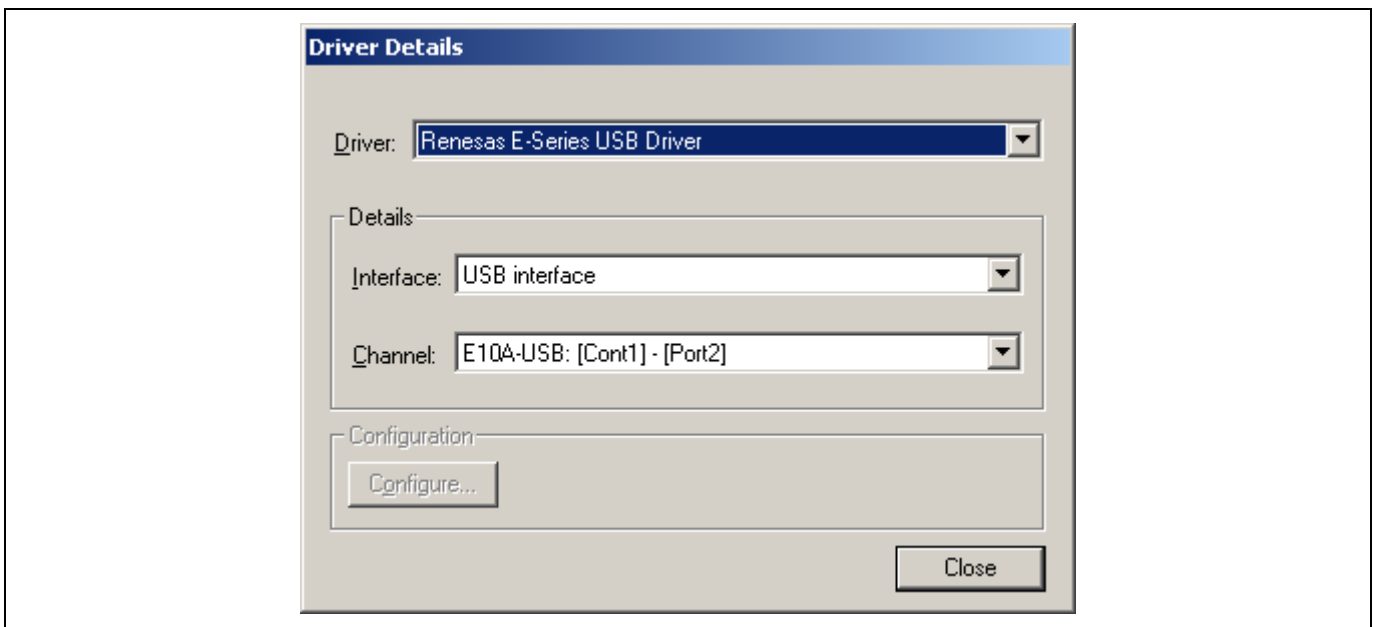 Driver Details
Driver: Renesas E-Series USB Driver
Details
Interface: USB interface
Channel: E10A-USB: [Cont1] - [Port2]
Configuration
Configure...
Close